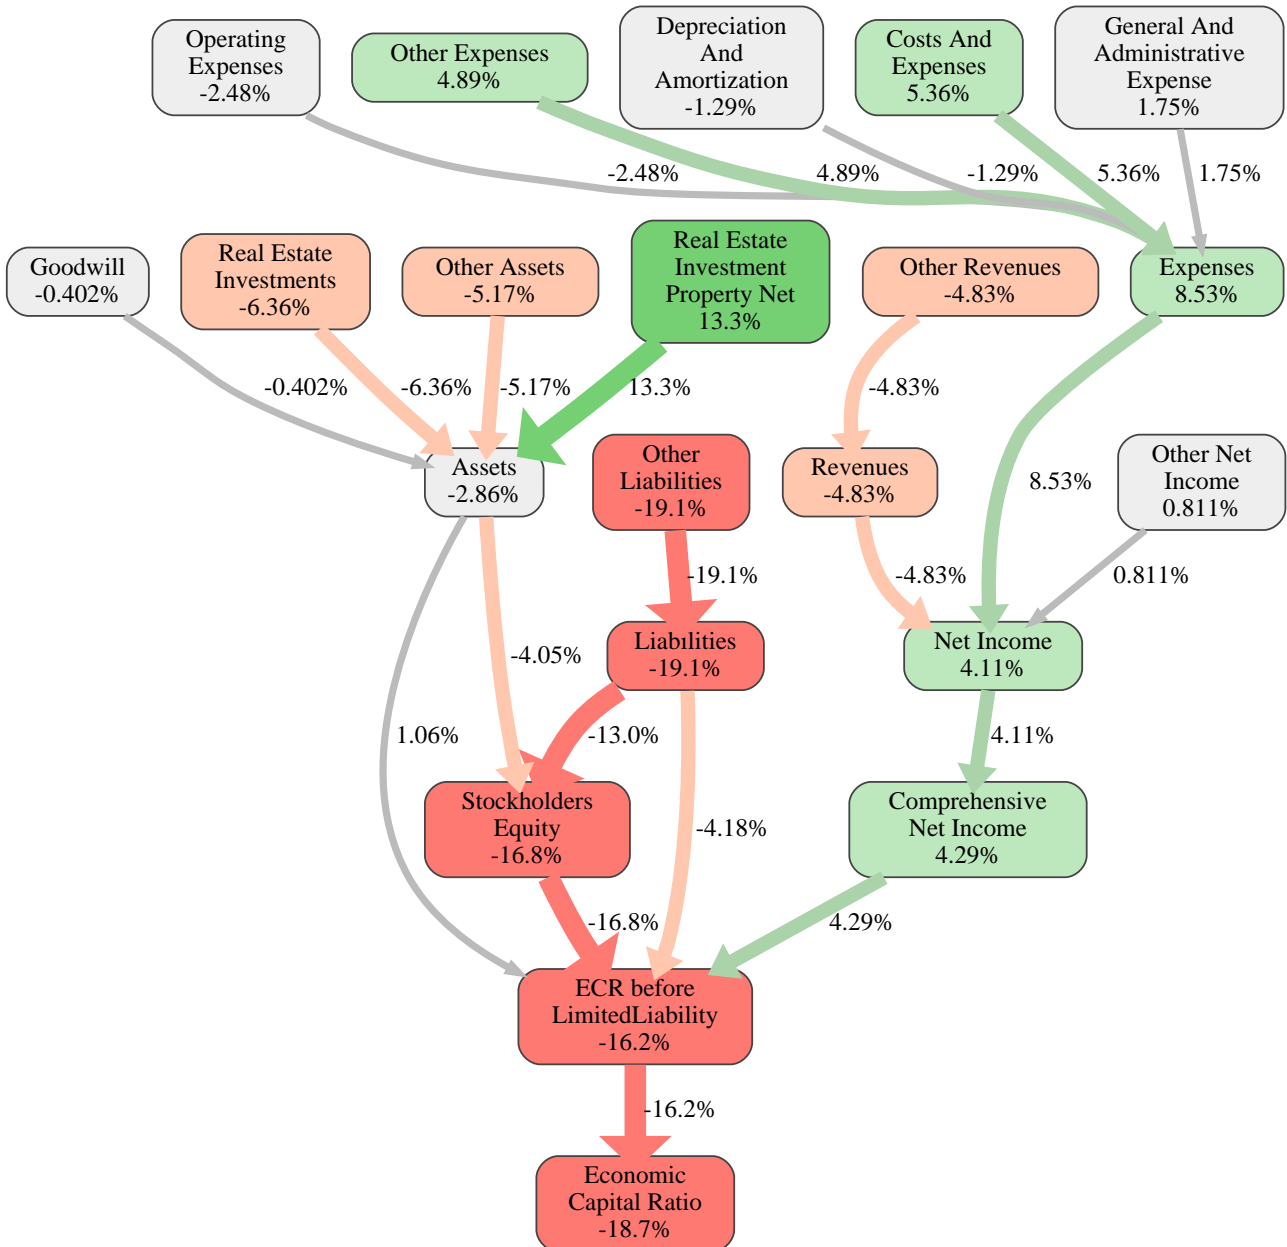 Operating
Expenses
-2.48%
Other Expenses
4.89%
Depreciation
And
Amortization
-1.29%
Costs And
Expenses
5.36%
General And
Administrative
Expense
1.75%
-2.48%
4.89%
-1.29%
5.36%
1.75%
Goodwill
-0.402%
Real Estate
Investments
-6.36%
Other Assets
-5.17%
Real Estate
Investment
Property Net
13.3%
Other Revenues
-4.83%
Expenses
8.53%
-0.402%
-6.36%
-5.17%
13.3%
-4.83%
8.53%
Assets
-2.86%
Other
Liabilities
-19.1%
Revenues
-4.83%
Other Net
Income
0.811%
-19.1%
-4.83%
0.811%
-4.05%
Liabilities
-19.1%
Net Income
4.11%
1.06%
-13.0%
4.11%
Stockholders
Equity
-16.8%
-4.18%
Comprehensive
Net Income
4.29%
-16.8%
4.29%
ECR before
LimitedLiability
-16.2%
-16.2%
Economic
Capital Ratio
-18.7%